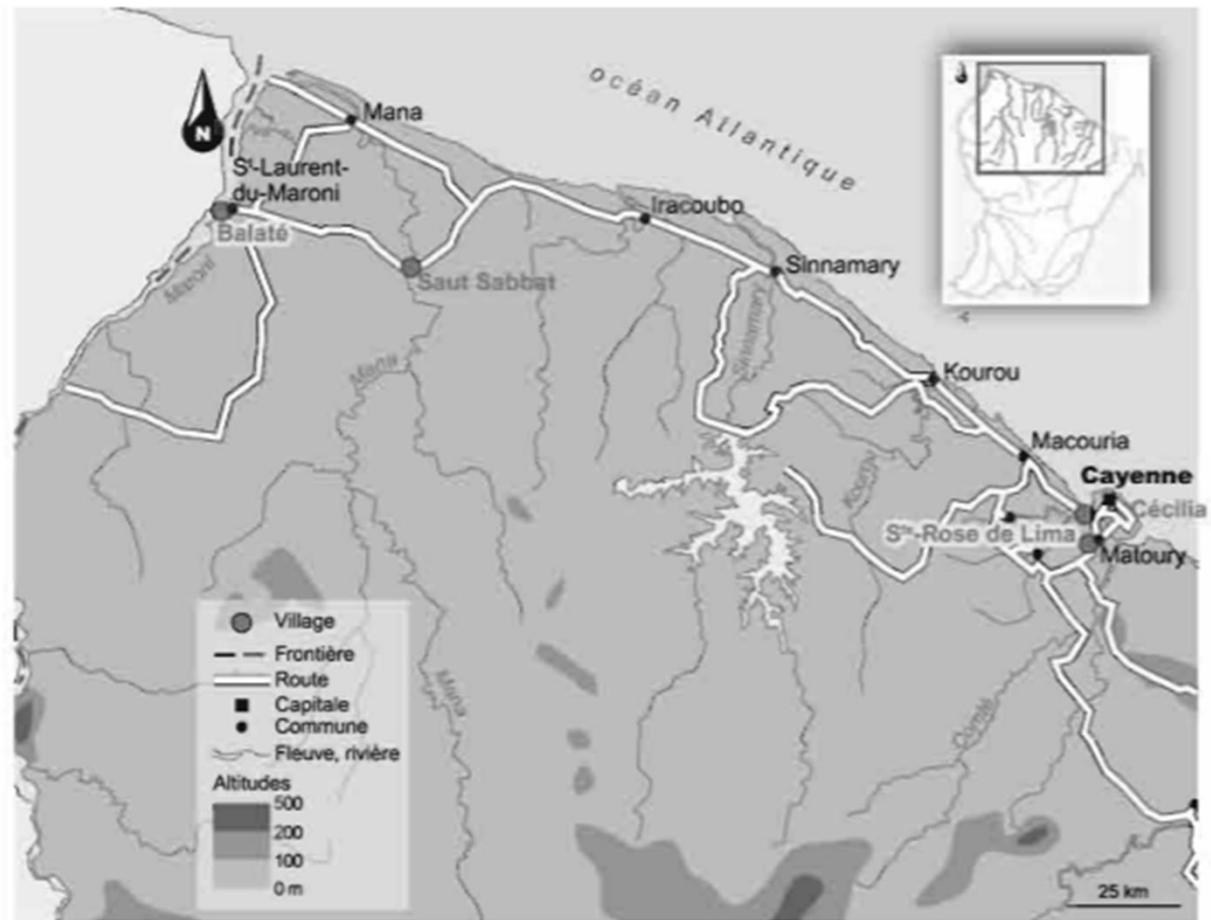 océan Atlantique
N
Mana
St-Laurent-
du-Maroni
Balaté
Maroni
Saut Sabbat
Iracoubo
Sinnamary
Sinnamary
Mana
Kourou
Kourou
Macouria
Cayenne
Cécilia
Ste-Rose de Lima
Matoury
Mana
Comté
Village
Frontière
Route
Capitale
Commune
Fleuve, rivière
Altitudes
500
200
100
0 m
25 km